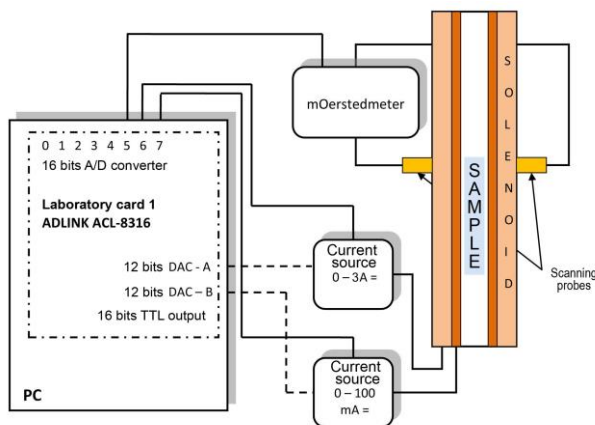 mOerstedmeter
0 1 2 3 4 5 6 7
16 bits A/D converter
Laboratory card 1
ADLINK ACL-8316
12 bits DAC - A
12 bits DAC – B
16 bits TTL output
PC
Current
source
0 – 3A =
Current
source
0 – 100
mA =
SAMPLE
SOLENOID
Scanning
probes